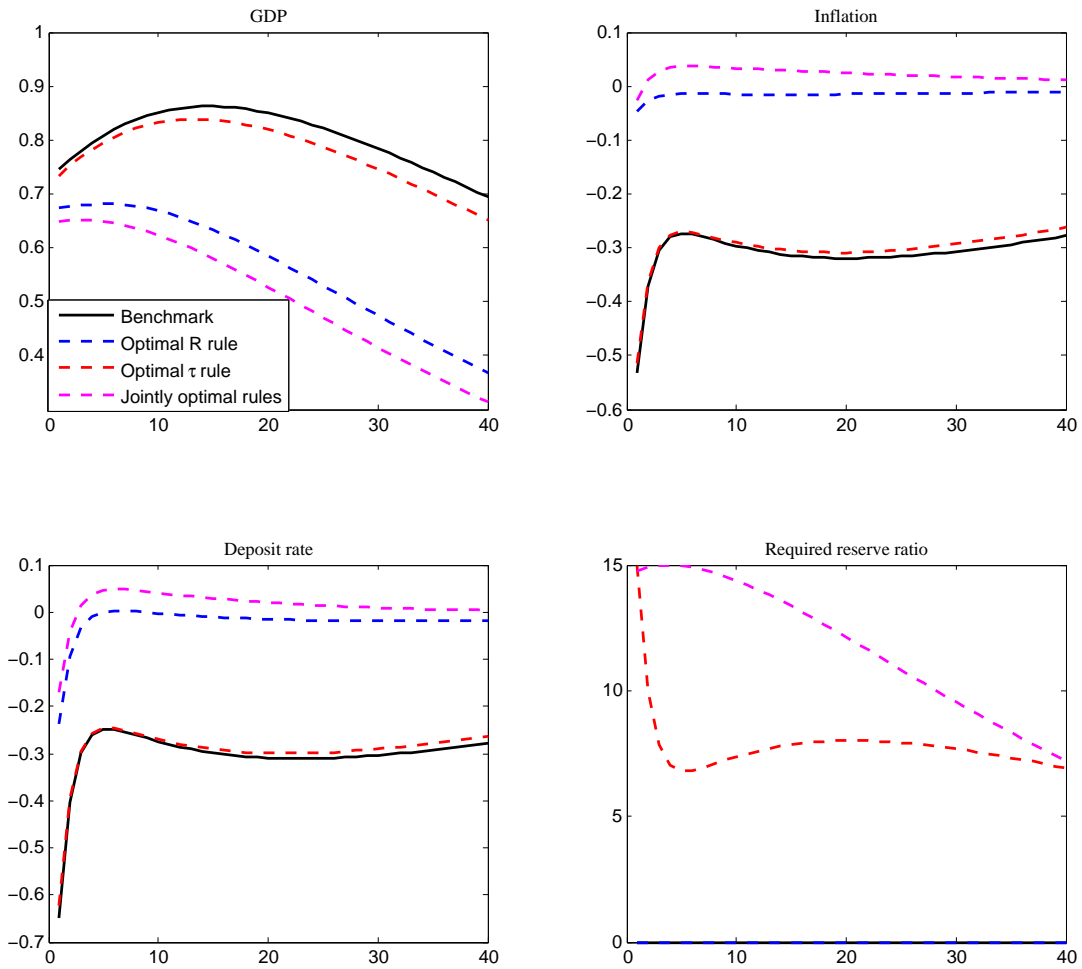 GDP
1
0.9
0.8
0.7
0.6
0.5
0.4
0 10 20 30 40
Benchmark
Optimal R rule
Optimal τ rule
Jointly optimal rules
Inflation
0.1
0
−0.1
−0.2
−0.3
−0.4
−0.5
−0.6
0 10 20 30 40
Deposit rate
0.1
0
−0.1
−0.2
−0.3
−0.4
−0.5
−0.6
−0.7
0 10 20 30 40
Required reserve ratio
15
10
5
0
0 10 20 30 40